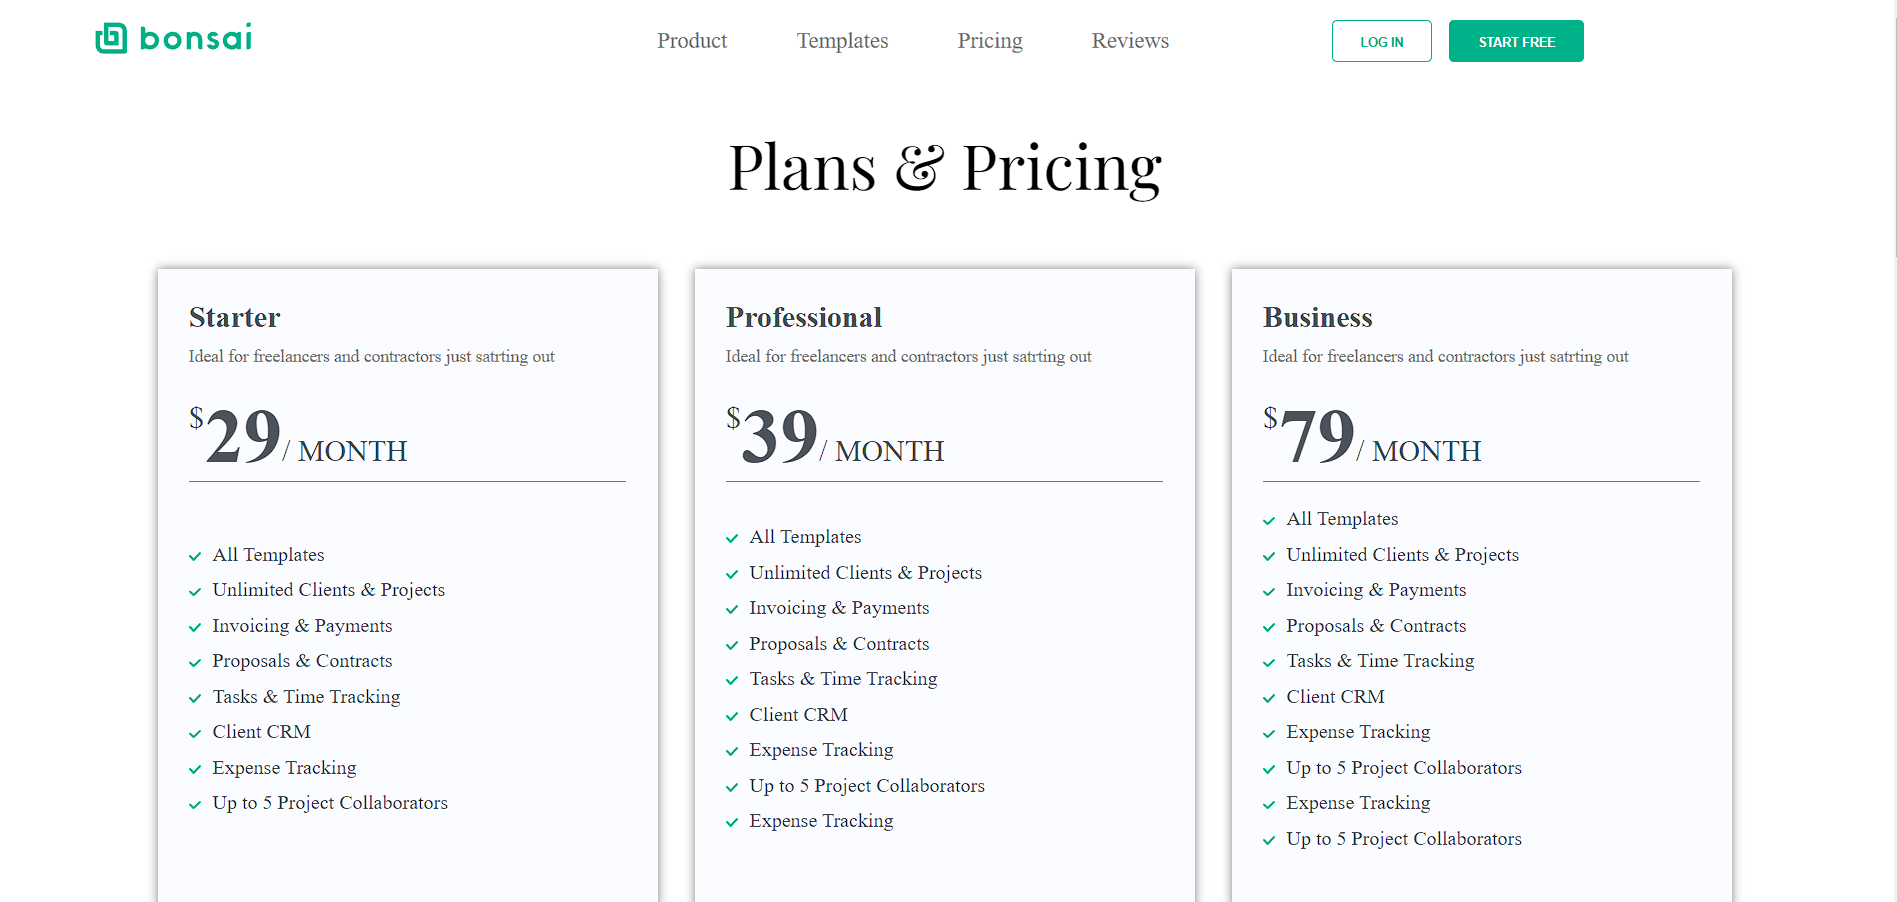 bonsai
Product Templates Pricing Reviews
LOG IN START FREE
Plans & Pricing
Starter
Ideal for freelancers and contractors just satrting out
$29/ MONTH
All Templates
Unlimited Clients & Projects
Invoicing & Payments
Proposals & Contracts
Tasks & Time Tracking
Client CRM
Expense Tracking
Up to 5 Project Collaborators
Professional
Ideal for freelancers and contractors just satrting out
$39/ MONTH
All Templates
Unlimited Clients & Projects
Invoicing & Payments
Proposals & Contracts
Tasks & Time Tracking
Client CRM
Expense Tracking
Up to 5 Project Collaborators
Expense Tracking
Business
Ideal for freelancers and contractors just satrting out
$79/ MONTH
All Templates
Unlimited Clients & Projects
Invoicing & Payments
Proposals & Contracts
Tasks & Time Tracking
Client CRM
Expense Tracking
Up to 5 Project Collaborators
Expense Tracking
Up to 5 Project Collaborators